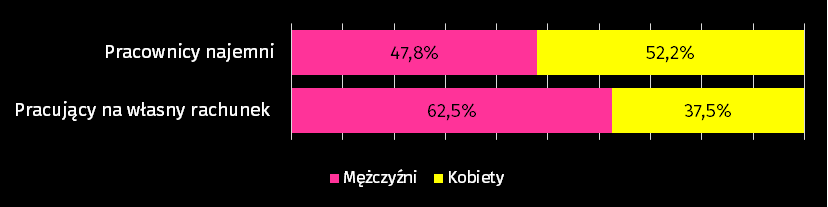 Pracownicy najemni 47,8% 52,2%
Pracujący na własny rachunek 62,5% 37,5%
Mężczyźni Kobiety